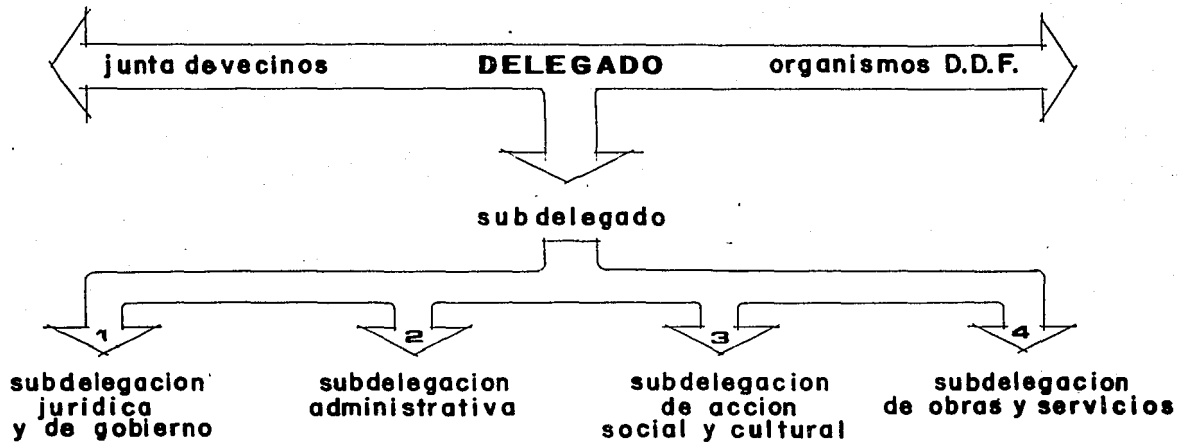 junta devecinos DELEGADO organismos D.D.F.
subdelegado
1 2 3 4
subdelegacion
juridica
y de gobierno
subdelegacion
administrativa
subdelegacion
de accion
social y cultural
subdelegacion
de obras y servicios